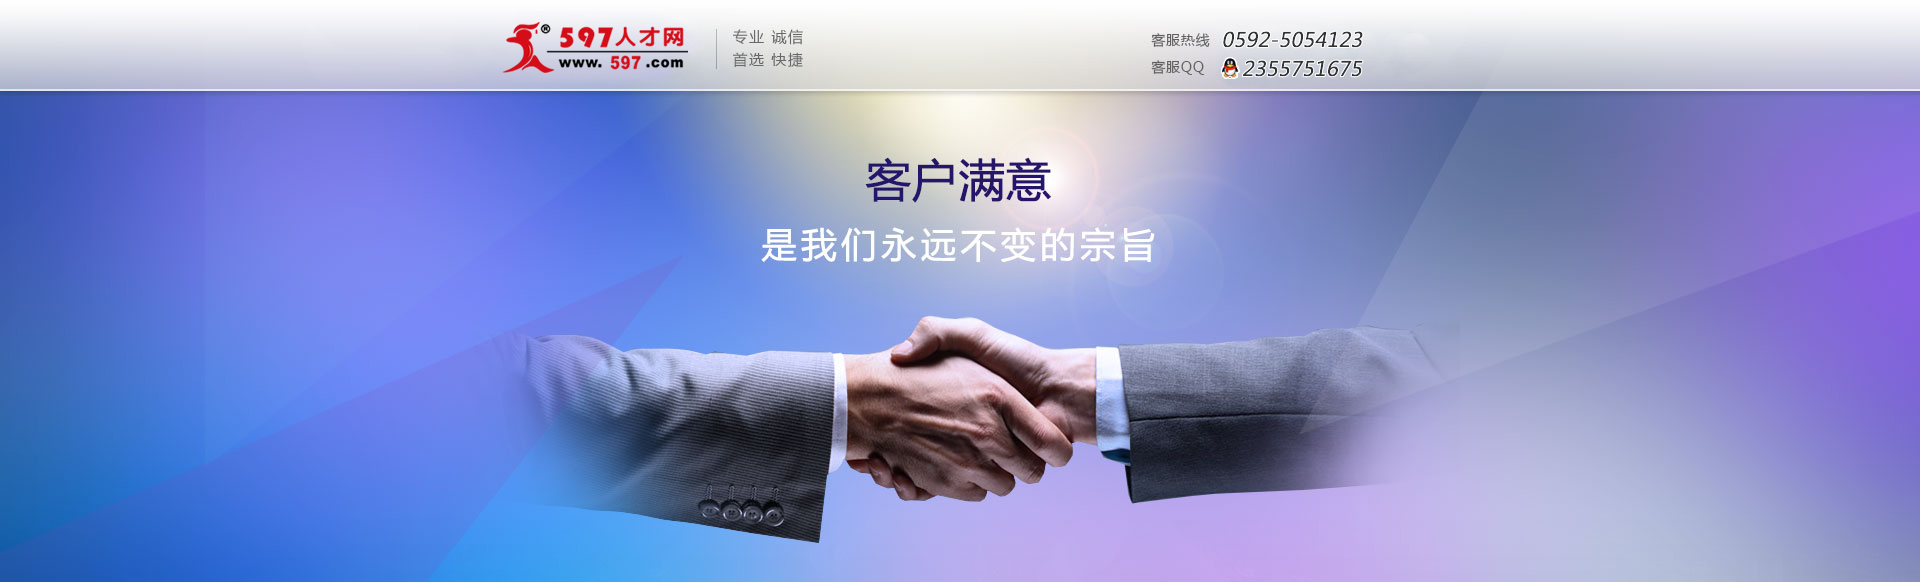 597人才网
www.597.com
专业 诚信
首选 快捷
客服热线 0592-5054123
客服QQ 2355751675
客户满意
是我们永远不变的宗旨